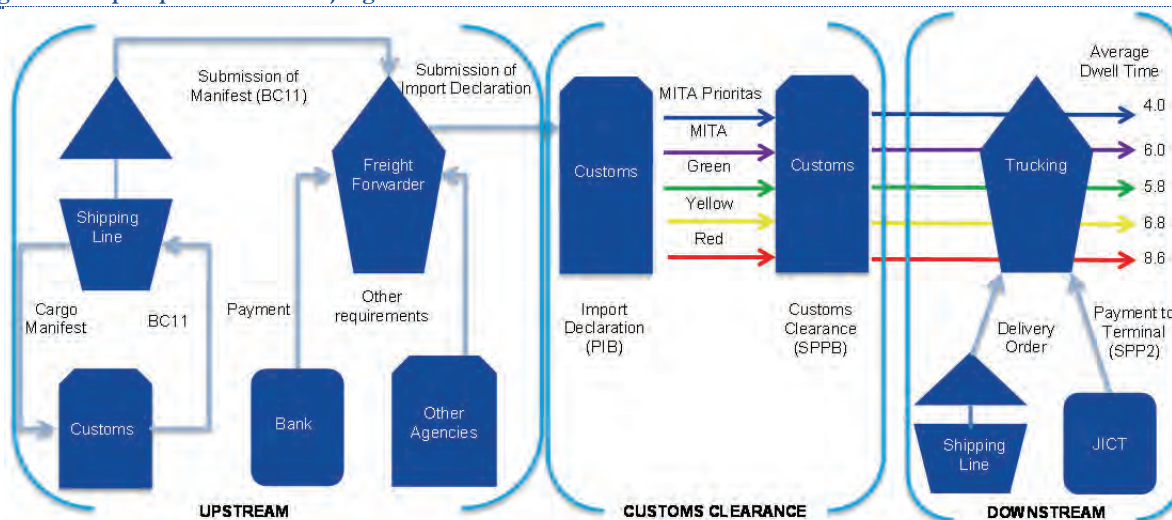 Submission of
Manifest (BC11)
Submission of
Import Declaration
Shipping
Line
Freight
Forwarder
Cargo
Manifest
BC11
Payment
Other
requirements
Customs
Bank
Other
Agencies
UPSTREAM
Customs
MITA Prioritas
MITA
Green
Yellow
Red
Customs
Import
Declaration
(PIB)
Customs
Clearance
(SPPB)
CUSTOMS CLEARANCE
Average
Dwell Time
Trucking
4.0
6.0
5.8
6.8
8.6
Delivery
Order
Payment to
Terminal
(SPP2)
Shipping
Line
JICT
DOWNSTREAM